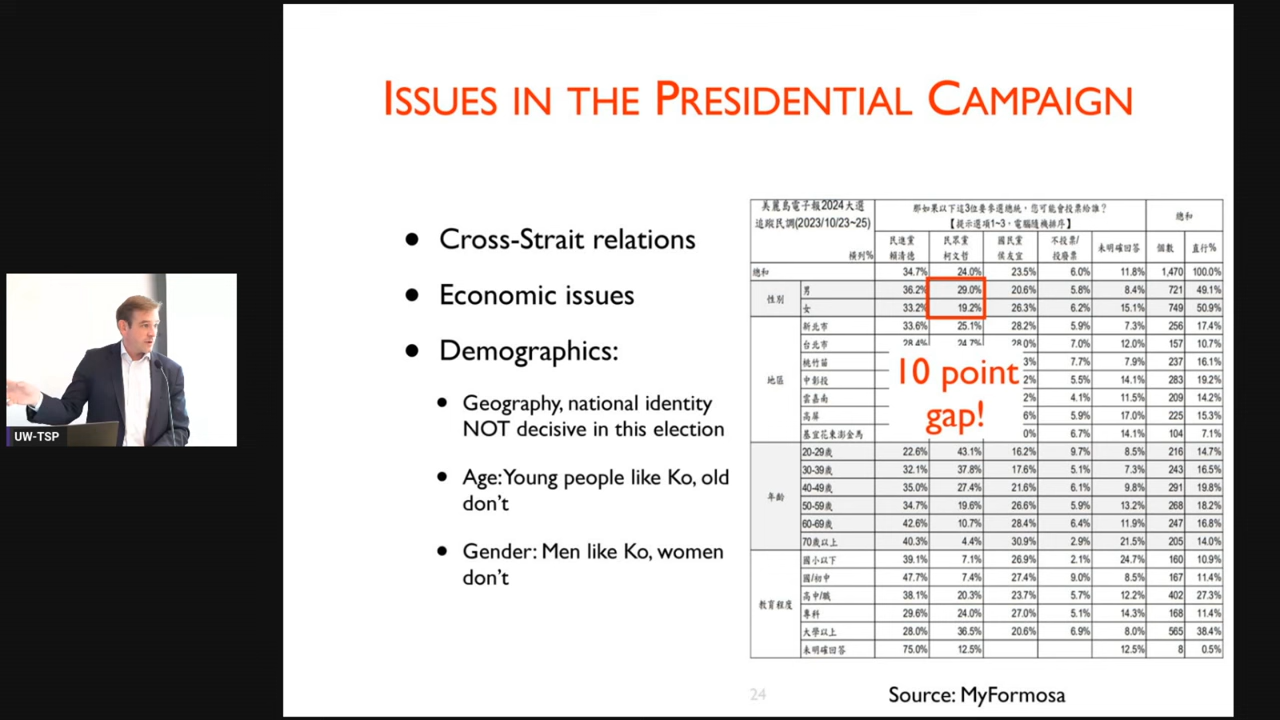 ISSUES IN THE PRESIDENTIAL CAMPAIGN
• Cross-Strait relations
• Economic issues
• Demographics:
• Geography, national identity
NOT decisive in this election
• Age: Young people like Ko, old
don't
• Gender: Men like Ko, women
don't
UW-TSP
美麗島電子報2024大選
追蹤民調(2023/10/23~25)
橫列%
那如果以下這3位要參選總統，您可能會投票給誰？
【提示選項1~3，電腦隨機排序】
總和
民進黨 賴清德 民眾黨 柯文哲 國民黨 侯友宜 不投票/投廢票 未明確回答 個數 直行%
總和 34.7% 24.0% 23.5% 6.0% 11.8% 1,470 100.0%
性別
男 36.2% 29.0% 20.6% 5.8% 8.4% 721 49.1%
女 33.2% 19.2% 26.3% 6.2% 15.1% 749 50.9%
地區
新北市 33.6% 25.1% 28.2% 5.9% 7.3% 256 17.4%
台北市 28.4% 24.7% 28.0% 7.0% 12.0% 157 10.7%
桃竹苗 3% 7.7% 7.9% 237 16.1%
中彰投 2% 5.5% 14.1% 283 19.2%
雲嘉南 2% 4.1% 11.5% 209 14.2%
高屏 6% 5.9% 17.0% 225 15.3%
基宜花東澎金馬 0% 6.7% 14.1% 104 7.1%
10 point
gap!
年齡
20-29歲 22.6% 43.1% 16.2% 9.7% 8.5% 216 14.7%
30-39歲 32.1% 37.8% 17.6% 5.1% 7.3% 243 16.5%
40-49歲 35.0% 27.4% 21.6% 6.1% 9.8% 291 19.8%
50-59歲 34.7% 19.6% 26.6% 5.9% 13.2% 268 18.2%
60-69歲 42.6% 10.7% 28.4% 6.4% 11.9% 247 16.8%
70歲以上 40.3% 4.4% 30.9% 2.9% 21.5% 205 14.0%
教育程度
國小以下 39.1% 7.1% 26.9% 2.1% 24.7% 160 10.9%
國/初中 47.7% 7.4% 27.4% 9.0% 8.5% 167 11.4%
高中/職 38.1% 20.3% 23.7% 5.7% 12.2% 402 27.3%
專科 29.6% 24.0% 27.0% 5.1% 14.3% 168 11.4%
大學以上 28.0% 36.5% 20.6% 6.9% 8.0% 565 38.4%
未明確回答 75.0% 12.5% 12.5% 8 0.5%
24
Source: MyFormosa